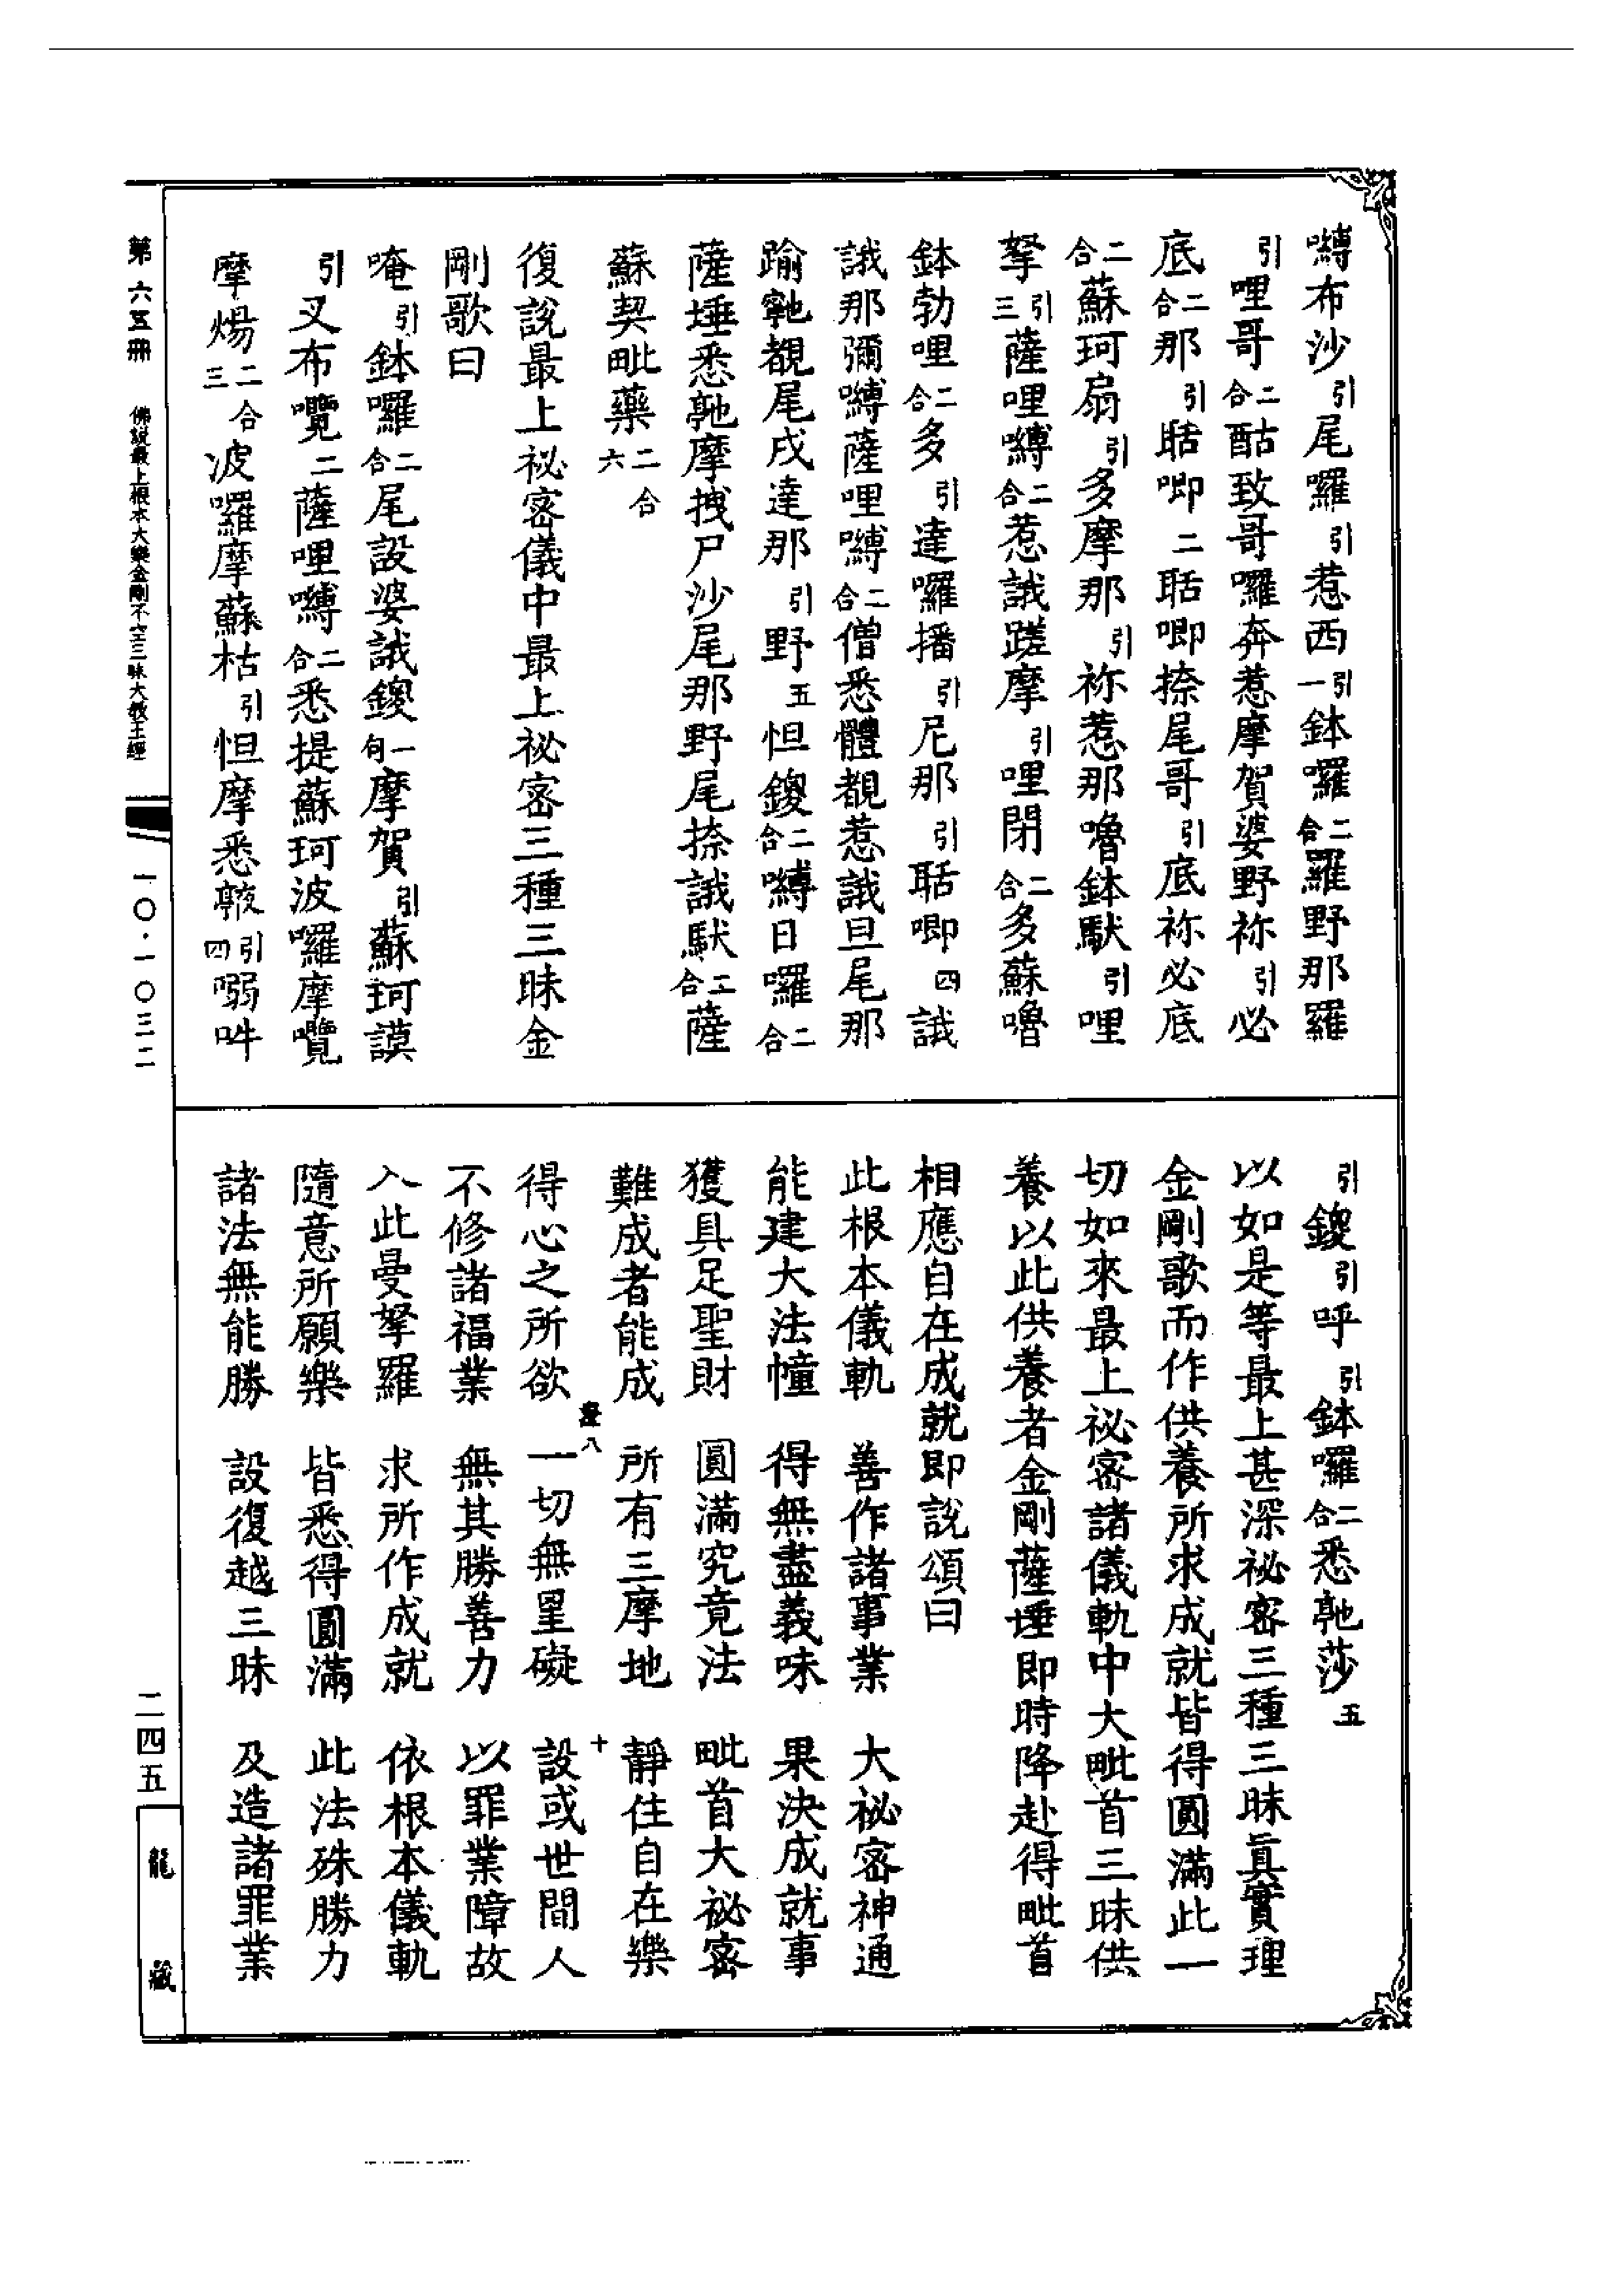 嚩布沙引尾囉引惹西引一鉢囉二合羅野那羅
引哩哥二合酤致哥囉奔惹摩賀婆野祢引必
底二合那引聒唧二聒唧捺尾哥引底祢必底
二合蘇珂扇引多摩那引祢惹那嚕鉢馱引哩
拏引三薩哩嚩二合惹誐蹉摩引哩閉二合多蘇嚕
鉢勃哩二合多引達囉播引尼那引聒唧四誐
誐那彌嚩薩哩嚩二合僧悉體覩惹誐旦尾那
踰虩覩尾戌達那引野五怛鑁二合嚩日囉二合
薩埵悉馳摩拽尸沙尾那野尾捺誐馱二合薩
蘇契毗藥二合六
復說最上祕密儀中最上祕密三種三昧金
剛歌曰
唵引鉢囉二合尾設婆誐鑁一句摩賀引蘇珂謨
引叉布囕二薩哩嚩二合悉提蘇珂波囉摩囕
摩煬二合三波囉摩蘇枯引怛摩悉䩭引四㘃吽
引鑁引呼引鉢囉二合悉馳莎五
以如是等最上甚深祕密三種三昧真實理
金剛歌而作供養所求成就皆得圓滿此一
切如來最上祕密諸儀軌中大毗首三昧供
養以此供養者金剛薩埵即時降赴得毗首
相應自在成就即說頌曰
此根本儀軌　善作諸事業　大祕密神通
能建大法幢　得無盡義味　果決成就事
獲具足聖財　圓滿究竟法　毗首大祕密
難成者能成　所有三摩地　靜住自在樂
八　十
得心之所欲　一切無罣礙　設或世間人
不修諸福業　無其勝善力　以罪業障故
入此曼拏羅　求所作成就　依根本儀軌
隨意所願樂　皆悉得圓滿　此法殊勝力
諸法無能勝　設復越三昧　及造諸罪業
第六五冊　佛說最上根本大樂金剛不空三昧大教王經　一〇·一〇三二
二四五
龍藏